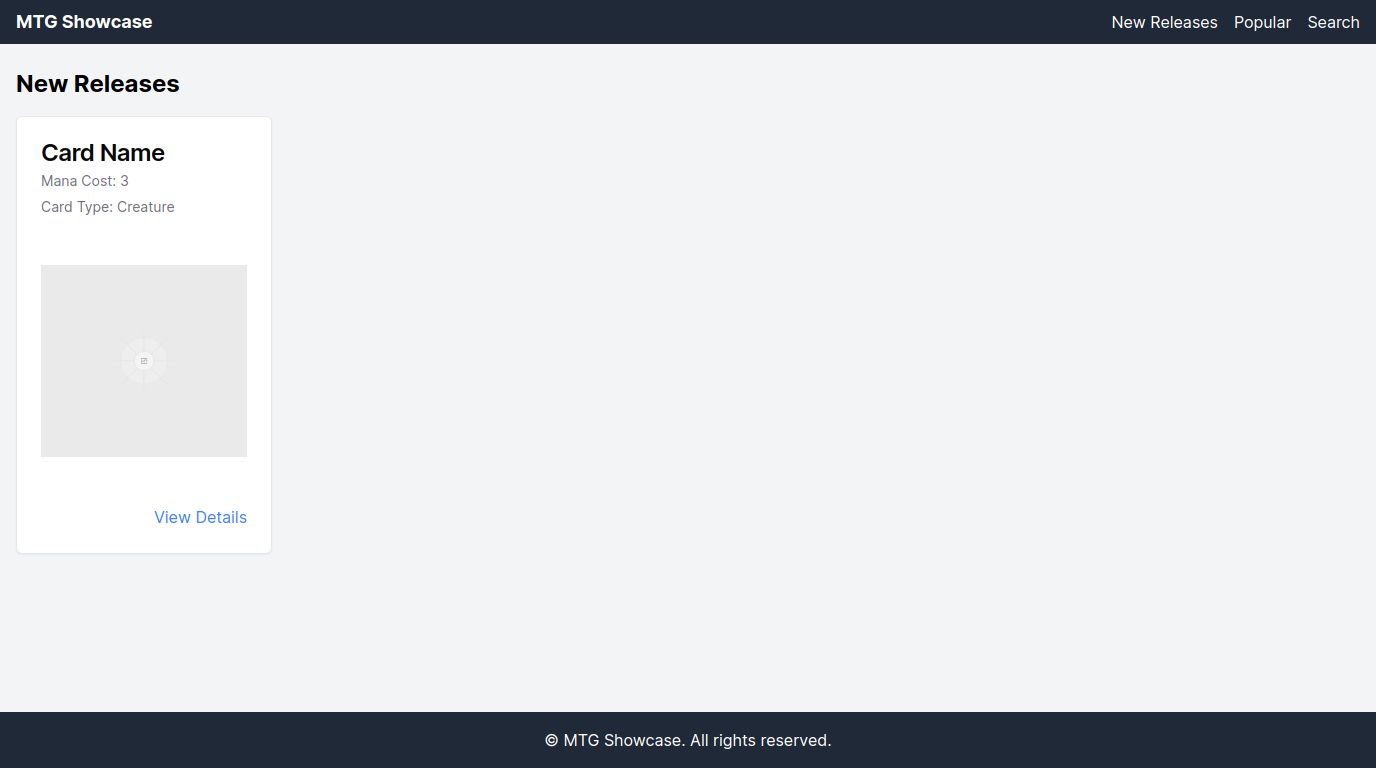 MTG Showcase
New Releases Popular Search
New Releases
Card Name
Mana Cost: 3
Card Type: Creature
View Details
© MTG Showcase. All rights reserved.